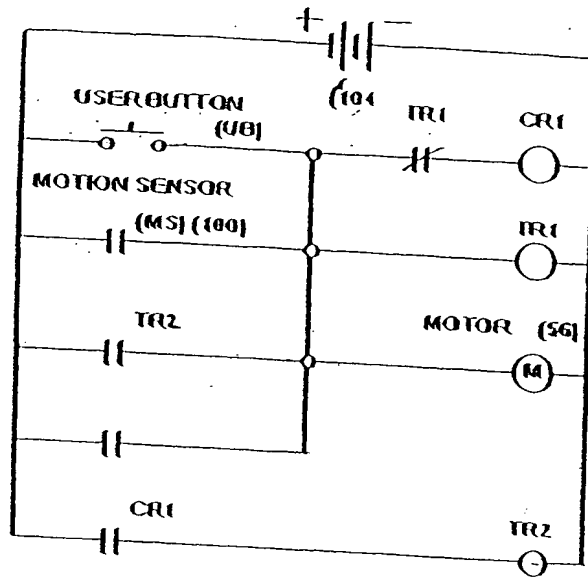 + −
(104
USER BUTTON
(UB)
TR1
CR1
MOTION SENSOR
(MS) (100)
TR1
TR2
MOTOR (56)
M
CR1
TR2